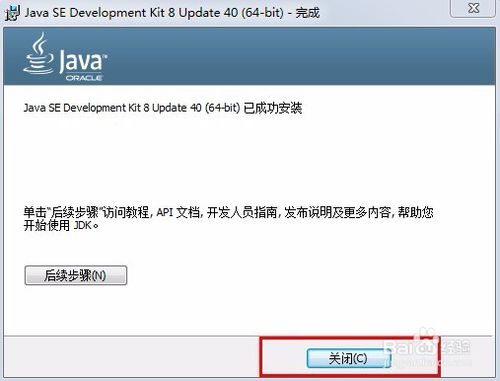 Java SE Development Kit 8 Update 40 (64-bit) - 完成
Java™
ORACLE
Java SE Development Kit 8 Update 40 (64-bit) 已成功安装
单击“后续步骤”访问教程, API 文档, 开发人员指南, 发布说明及更多内容, 帮助您
开始使用 JDK。
后续步骤(N)
关闭(C)
Baidu 经验